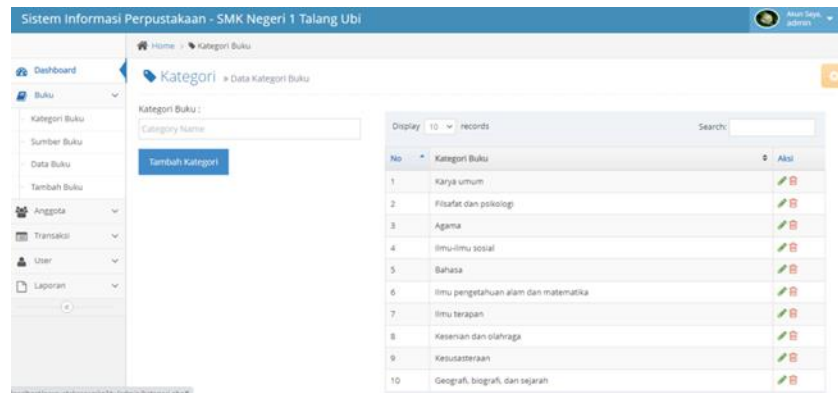 Sistem Informasi Perpustakaan - SMK Negeri 1 Talang Ubi
Akun Saya,
admin
Home > Kategori Buku
Dashboard
Buku
Kategori Buku
Sumber Buku
Data Buku
Tambah Buku
Anggota
Transaksi
User
Laporan
Kategori » Data Kategori Buku
Kategori Buku :
Category Name
Tambah Kategori
Display 10 records
Search:
No Kategori Buku Aksi
1 Karya umum
2 Filsafat dan psikologi
3 Agama
4 Ilmu-ilmu sosial
5 Bahasa
6 Ilmu pengetahuan alam dan matematika
7 Ilmu terapan
8 Kesenian dan olahraga
9 Kesusasteraan
10 Geografi, biografi, dan sejarah